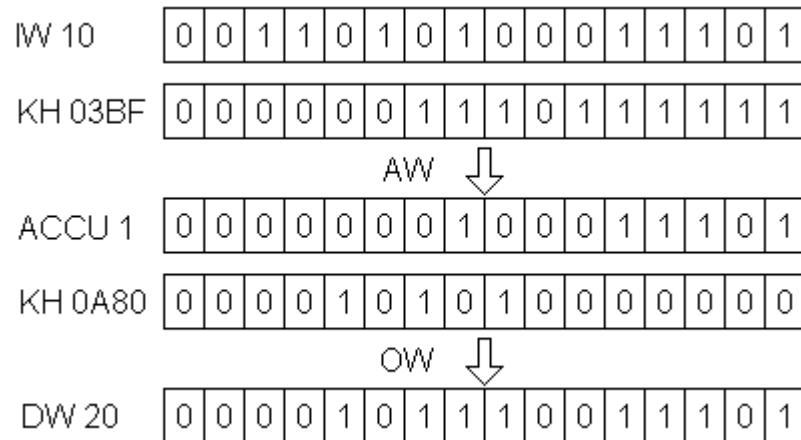 IW 10 0 0 1 1 0 1 0 1 0 0 0 1 1 1 0 1
KH 03BF 0 0 0 0 0 0 1 1 1 0 1 1 1 1 1 1
AW
ACCU 1 0 0 0 0 0 0 0 1 0 0 0 1 1 1 0 1
KH 0A80 0 0 0 0 1 0 1 0 1 0 0 0 0 0 0 0
OW
DW 20 0 0 0 0 1 0 1 1 1 0 0 1 1 1 0 1